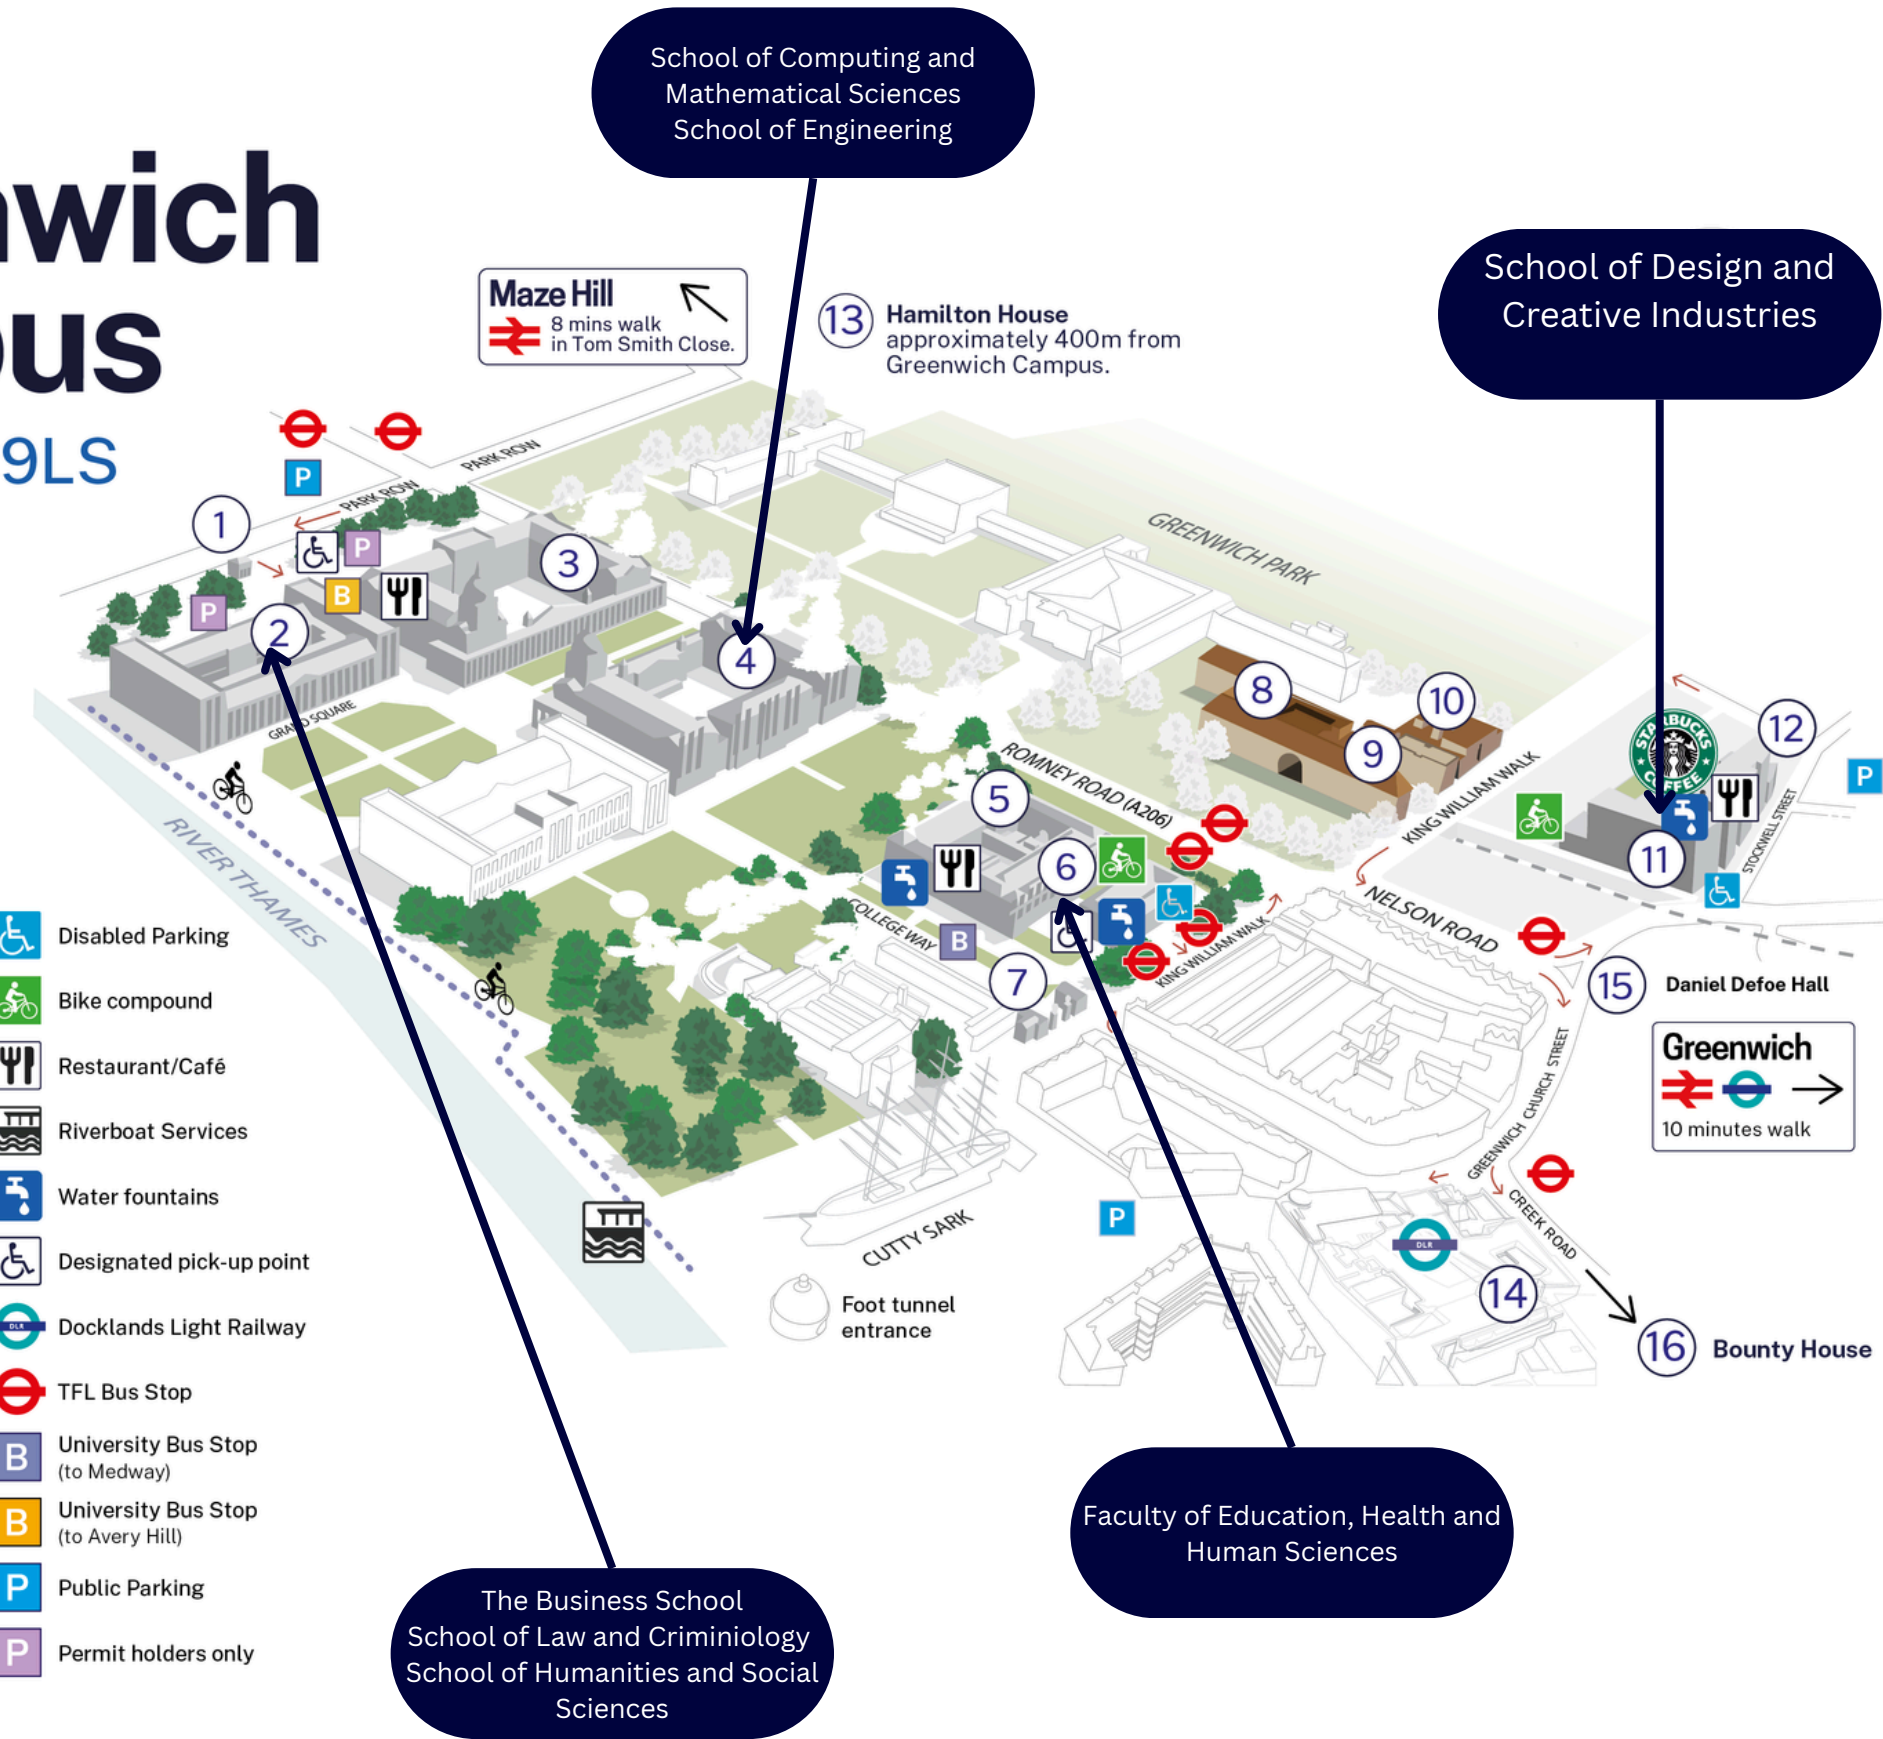 School of Computing and
Mathematical Sciences
School of Engineering
nwich
pus
9LS
School of Design and
Creative Industries
Maze Hill
8 mins walk
in Tom Smith Close.
13
Hamilton House
approximately 400m from
Greenwich Campus.
PARK ROW
P
PARK ROW
1
P
3
GREENWICH PARK
B
P
2
4
8
10
9
12
GRAND SQUARE
STARBUCKS
COFFEE
ROMNEY ROAD (A206)
KING WILLIAM WALK
P
5
STOCKWELL STREET
RIVER THAMES
6
11
NELSON ROAD
COLLEGE WAY
B
KING WILLIAM WALK
7
15
Daniel Defoe Hall
Greenwich
10 minutes walk
GREENWICH CHURCH STREET
CREEK ROAD
P
CUTTY SARK
DLR
14
Foot tunnel
entrance
16
Bounty House
Disabled Parking
Bike compound
Restaurant/Café
Riverboat Services
Water fountains
Designated pick-up point
DLR
Docklands Light Railway
TFL Bus Stop
B
University Bus Stop
(to Medway)
B
University Bus Stop
(to Avery Hill)
P
Public Parking
P
Permit holders only
Faculty of Education, Health and
Human Sciences
The Business School
School of Law and Criminiology
School of Humanities and Social
Sciences